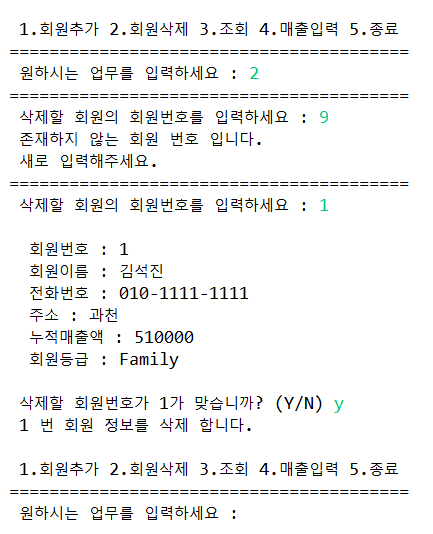 1.회원추가 2.회원삭제 3.조회 4.매출입력 5.종료
========================================
원하시는 업무를 입력하세요 : 2
========================================
삭제할 회원의 회원번호를 입력하세요 : 9
존재하지 않는 회원 번호 입니다.
새로 입력해주세요.
========================================
삭제할 회원의 회원번호를 입력하세요 : 1
회원번호 : 1
회원이름 : 김석진
전화번호 : 010-1111-1111
주소 : 과천
누적매출액 : 510000
회원등급 : Family
삭제할 회원번호가 1가 맞습니까? (Y/N) y
1 번 회원 정보를 삭제 합니다.
1.회원추가 2.회원삭제 3.조회 4.매출입력 5.종료
========================================
원하시는 업무를 입력하세요 :